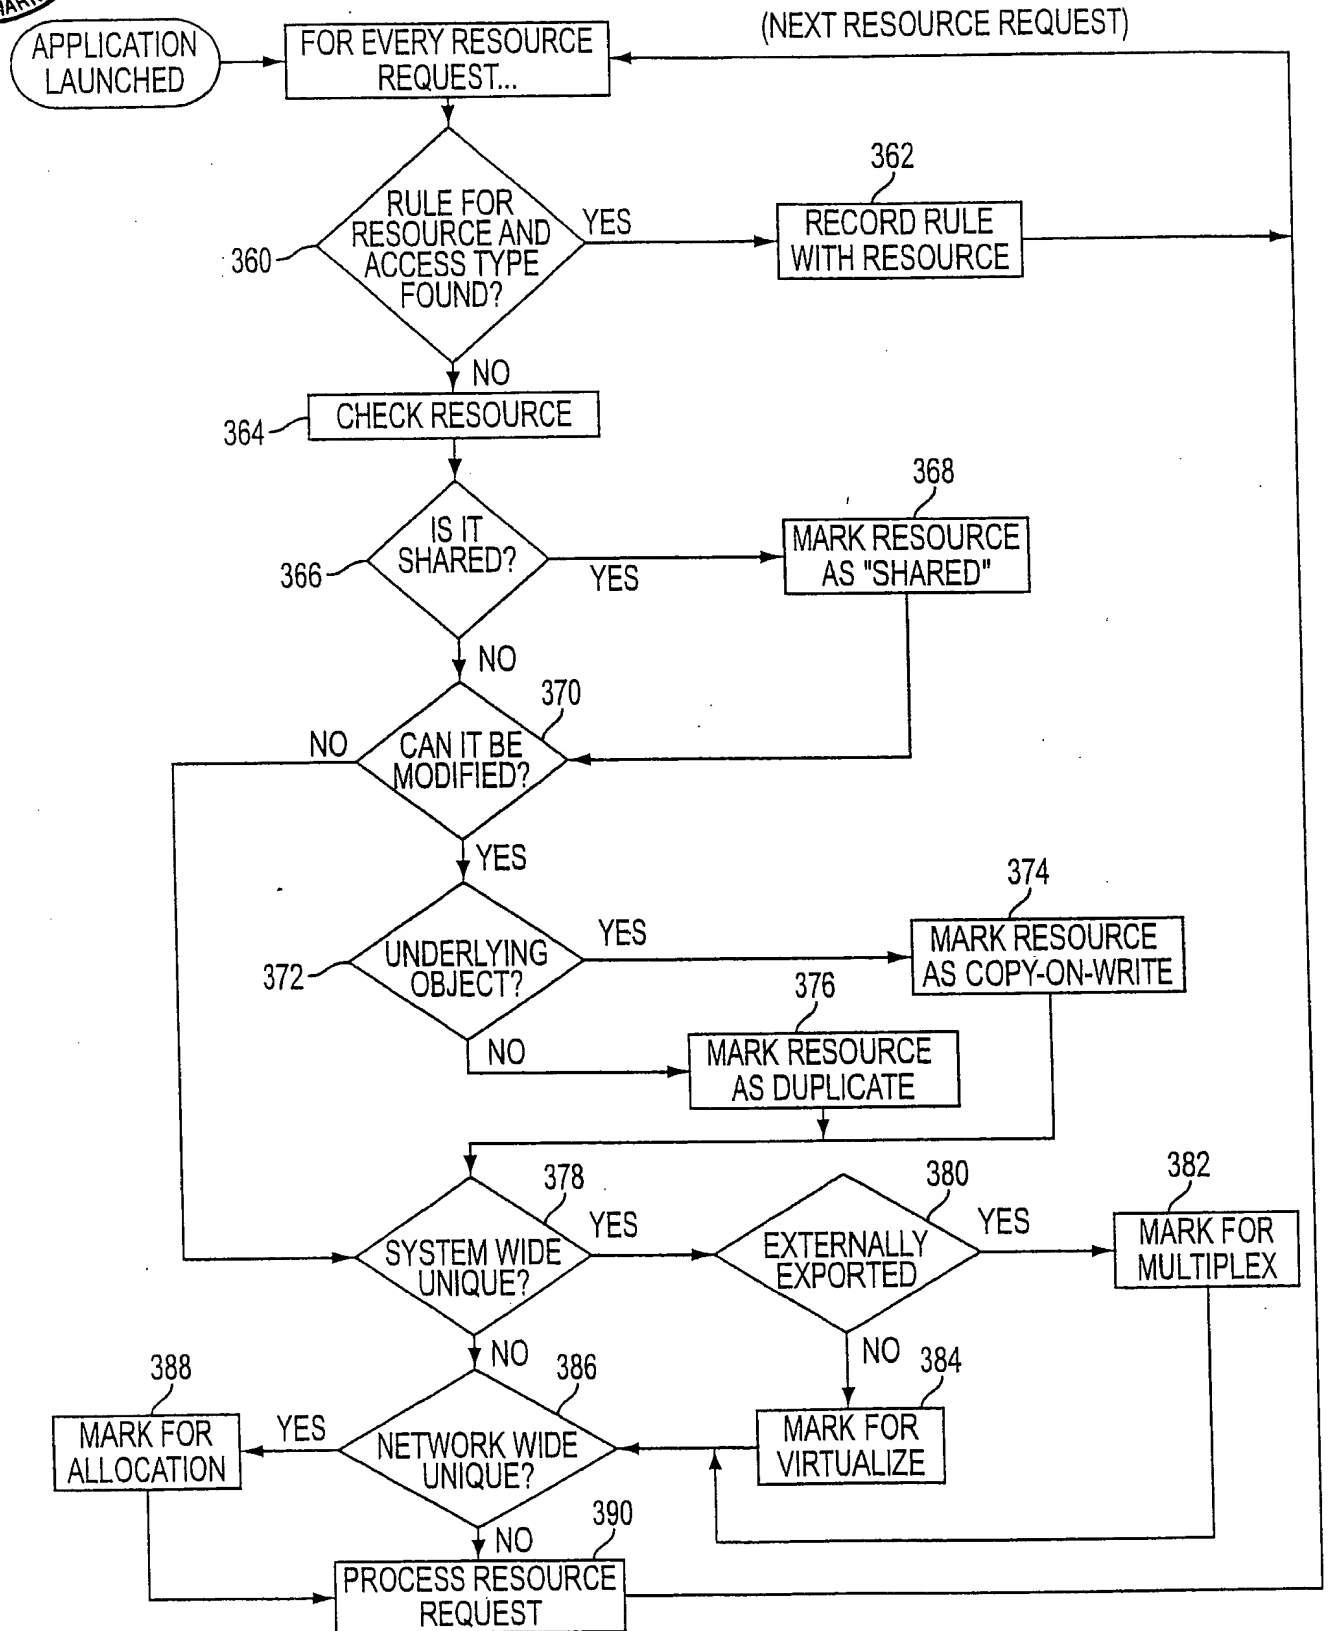 (NEXT RESOURCE REQUEST)
APPLICATION
LAUNCHED
FOR EVERY RESOURCE
REQUEST...
362
RULE FOR
RESOURCE AND
ACCESS TYPE
FOUND?
YES
RECORD RULE
WITH RESOURCE
360
NO
CHECK RESOURCE
364
368
IS IT
SHARED?
MARK RESOURCE
AS "SHARED"
366
YES
NO
370
NO
CAN IT BE
MODIFIED?
YES
374
UNDERLYING
OBJECT?
YES
MARK RESOURCE
AS COPY-ON-WRITE
372
376
NO
MARK RESOURCE
AS DUPLICATE
378
380
382
SYSTEM WIDE
UNIQUE?
YES
EXTERNALLY
EXPORTED
YES
MARK FOR
MULTIPLEX
NO
NO
388
386
384
MARK FOR
ALLOCATION
YES
NETWORK WIDE
UNIQUE?
MARK FOR
VIRTUALIZE
390
NO
PROCESS RESOURCE
REQUEST